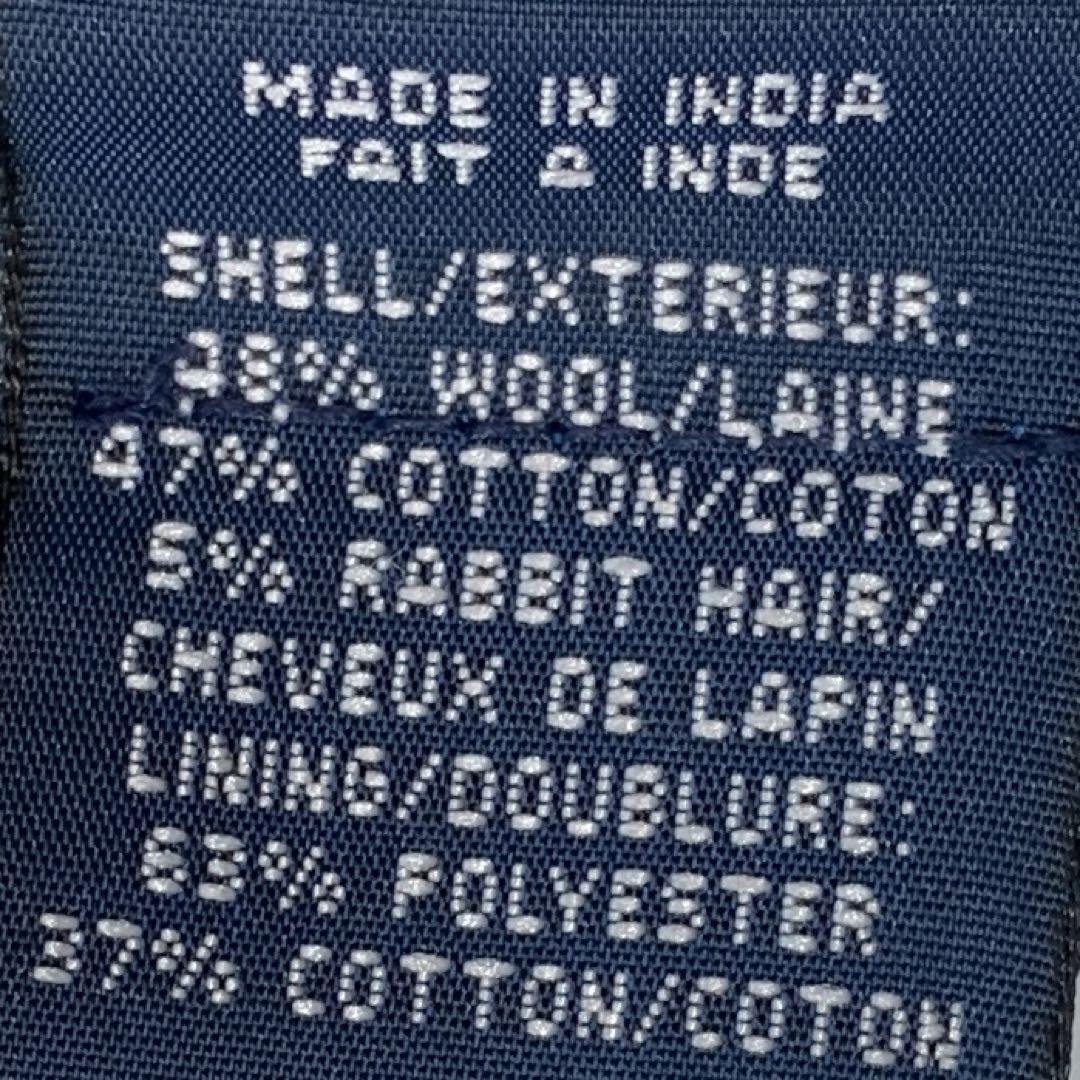 MADE IN INDIA
FAIT A INDE
SHELL/EXTERIEUR:
48% WOOL/LAINE
47% COTTON/COTON
5% RABBIT HAIR/
CHEVEUX DE LAPIN
LINING/DOUBLURE:
63% POLYESTER
37% COTTON/COTON